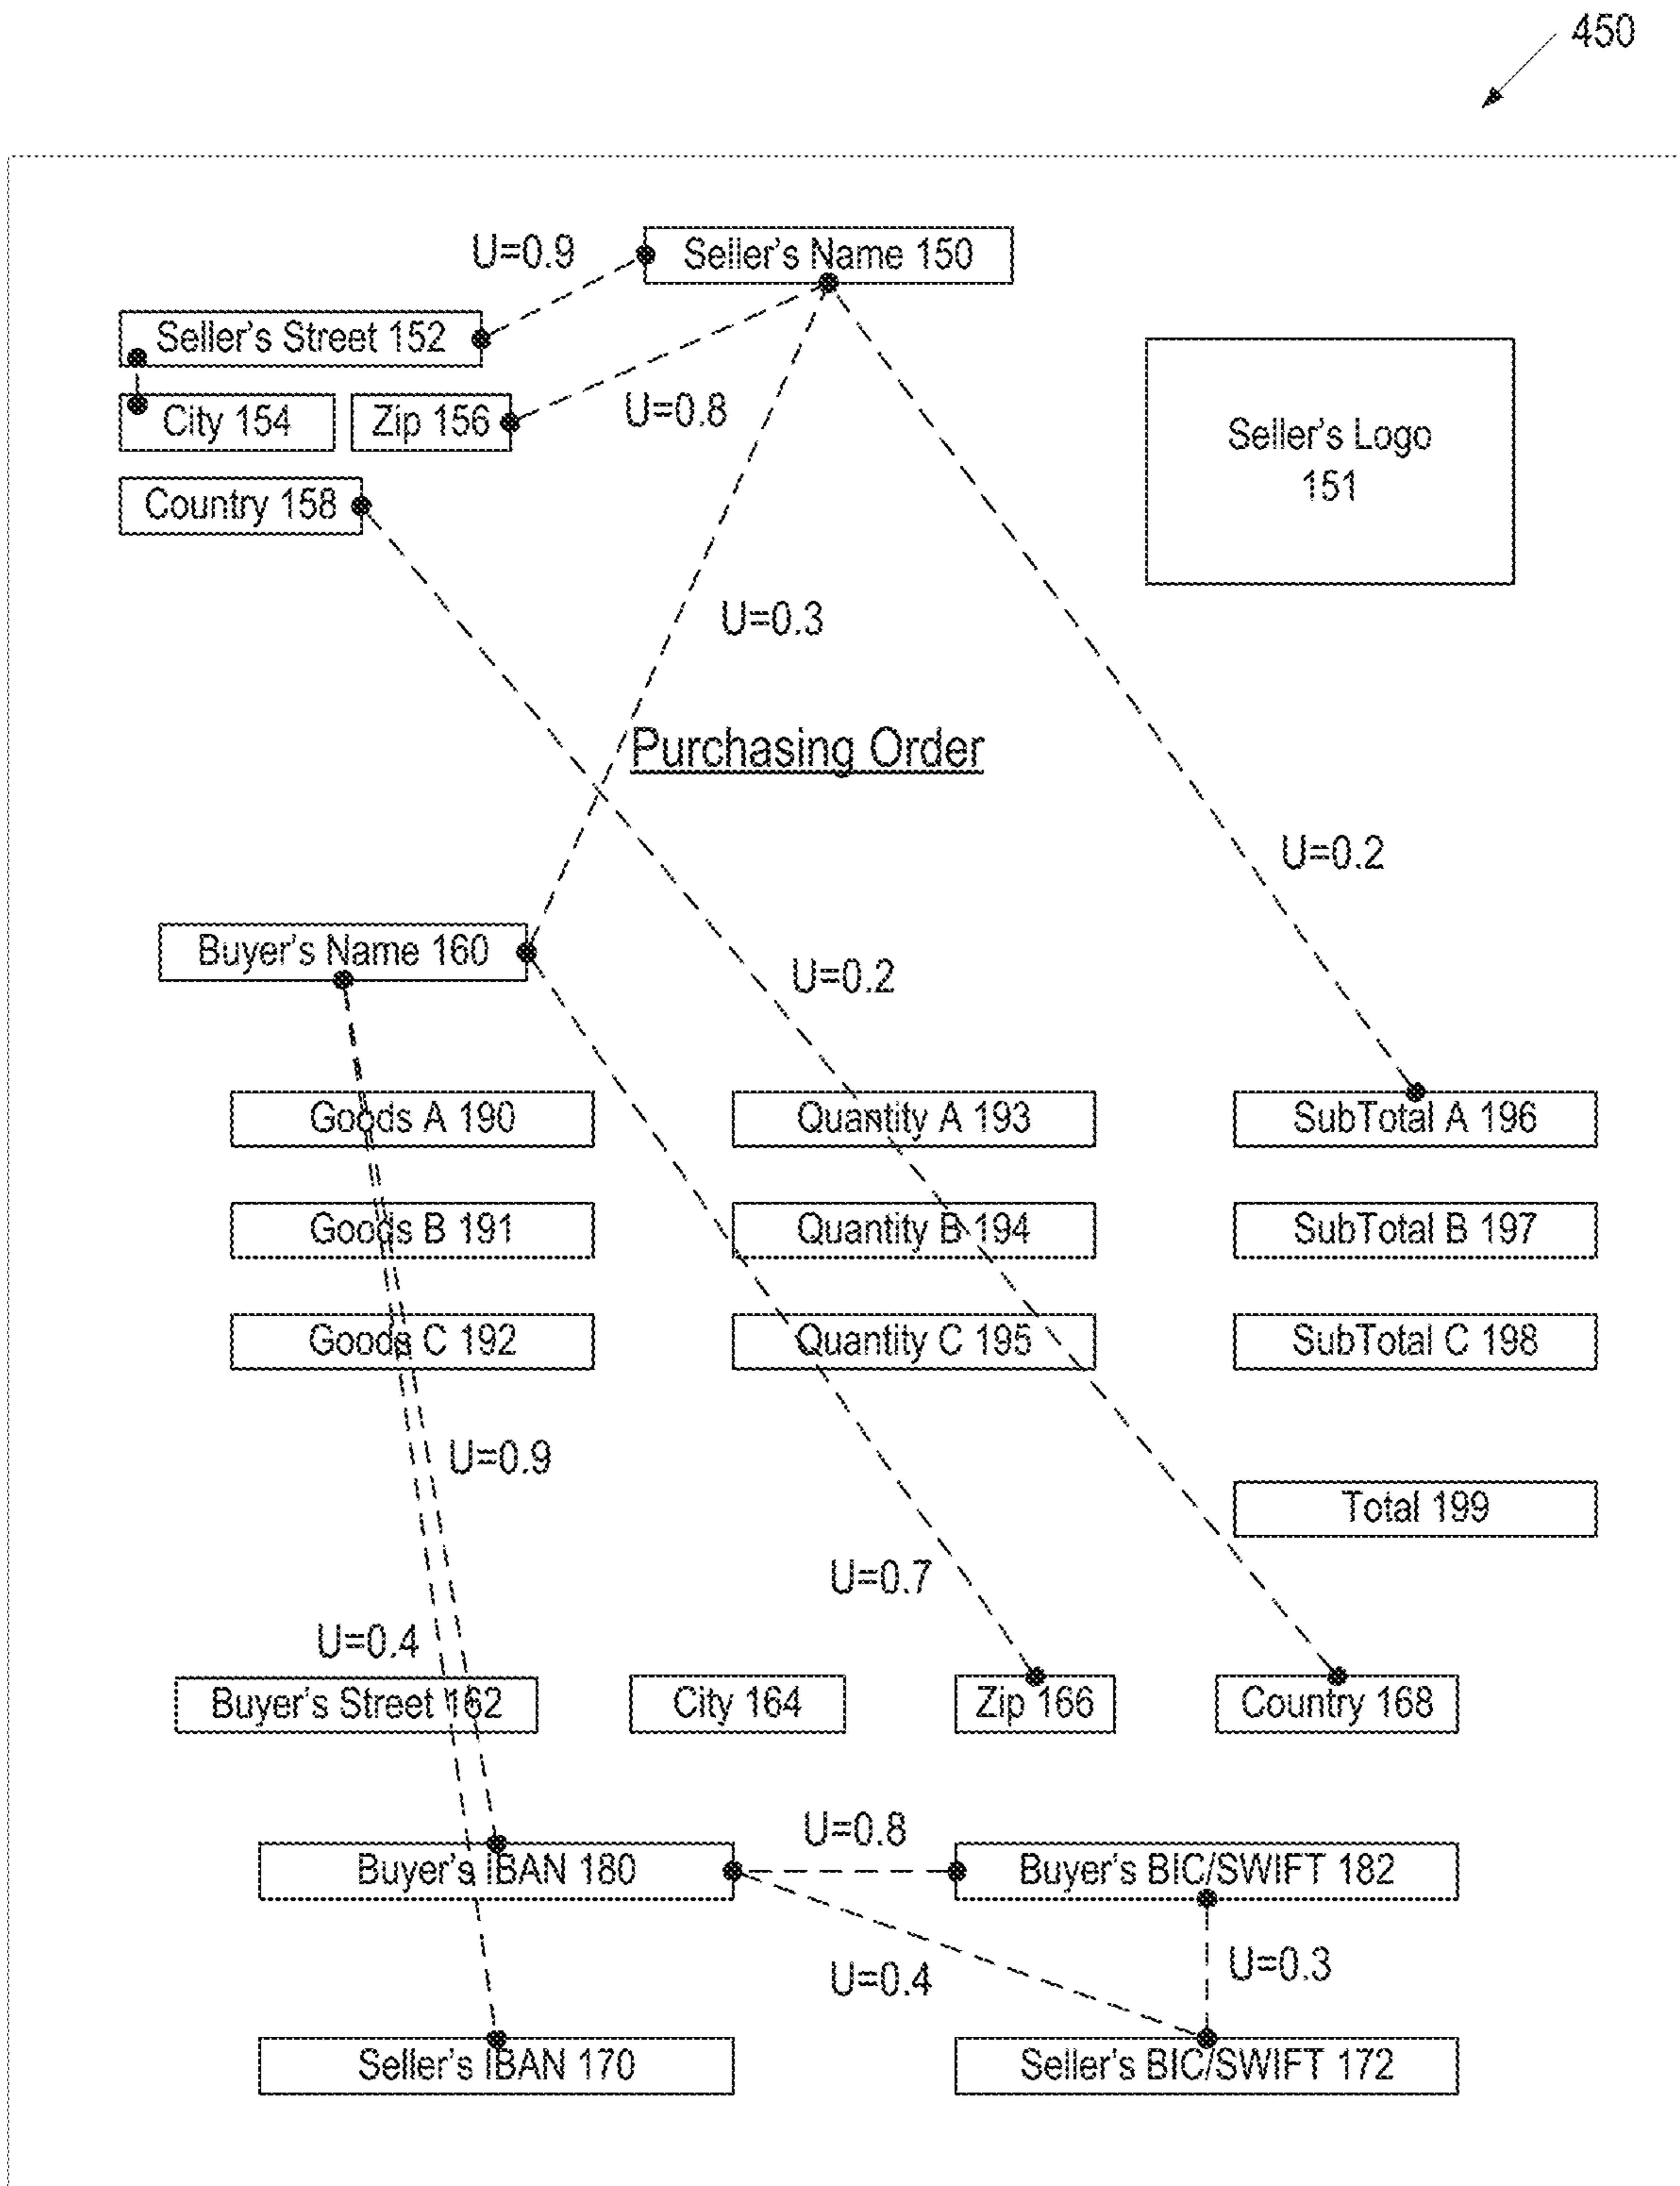 450
U=0.9
Seller's Name 150
Seller's Street 152
City 154
Zip 156
U=0.8
Seller's Logo
151
Country 158
U=0.3
Purchasing Order
U=0.2
Buyer's Name 160
U=0.2
Goods A 190
Quantity A 193
SubTotal A 196
Goods B 191
Quantity B 194
SubTotal B 197
Goods C 192
Quantity C 195
SubTotal C 198
U=0.9
Total 199
U=0.7
U=0.4
Buyer's Street 162
City 164
Zip 166
Country 168
U=0.8
Buyer's IBAN 180
Buyer's BIC/SWIFT 182
U=0.4
U=0.3
Seller's IBAN 170
Seller's BIC/SWIFT 172